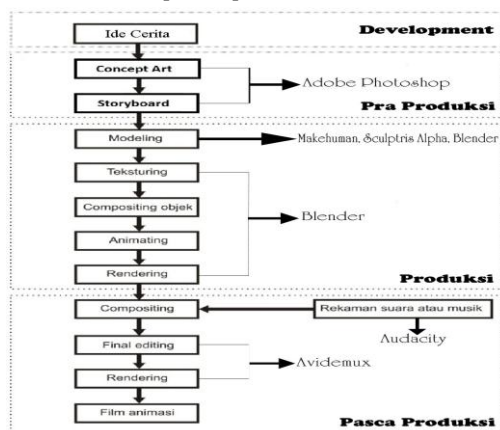 Ide Cerita
Development
Concept Art
Adobe Photoshop
Storyboard
Pra Produksi
Modeling
Makehuman, Sculptris Alpha, Blender
Teksturing
Compositing objek
Blender
Animating
Rendering
Produksi
Compositing
Rekaman suara atau musik
Audacity
Final editing
Avidemux
Rendering
Film animasi
Pasca Produksi